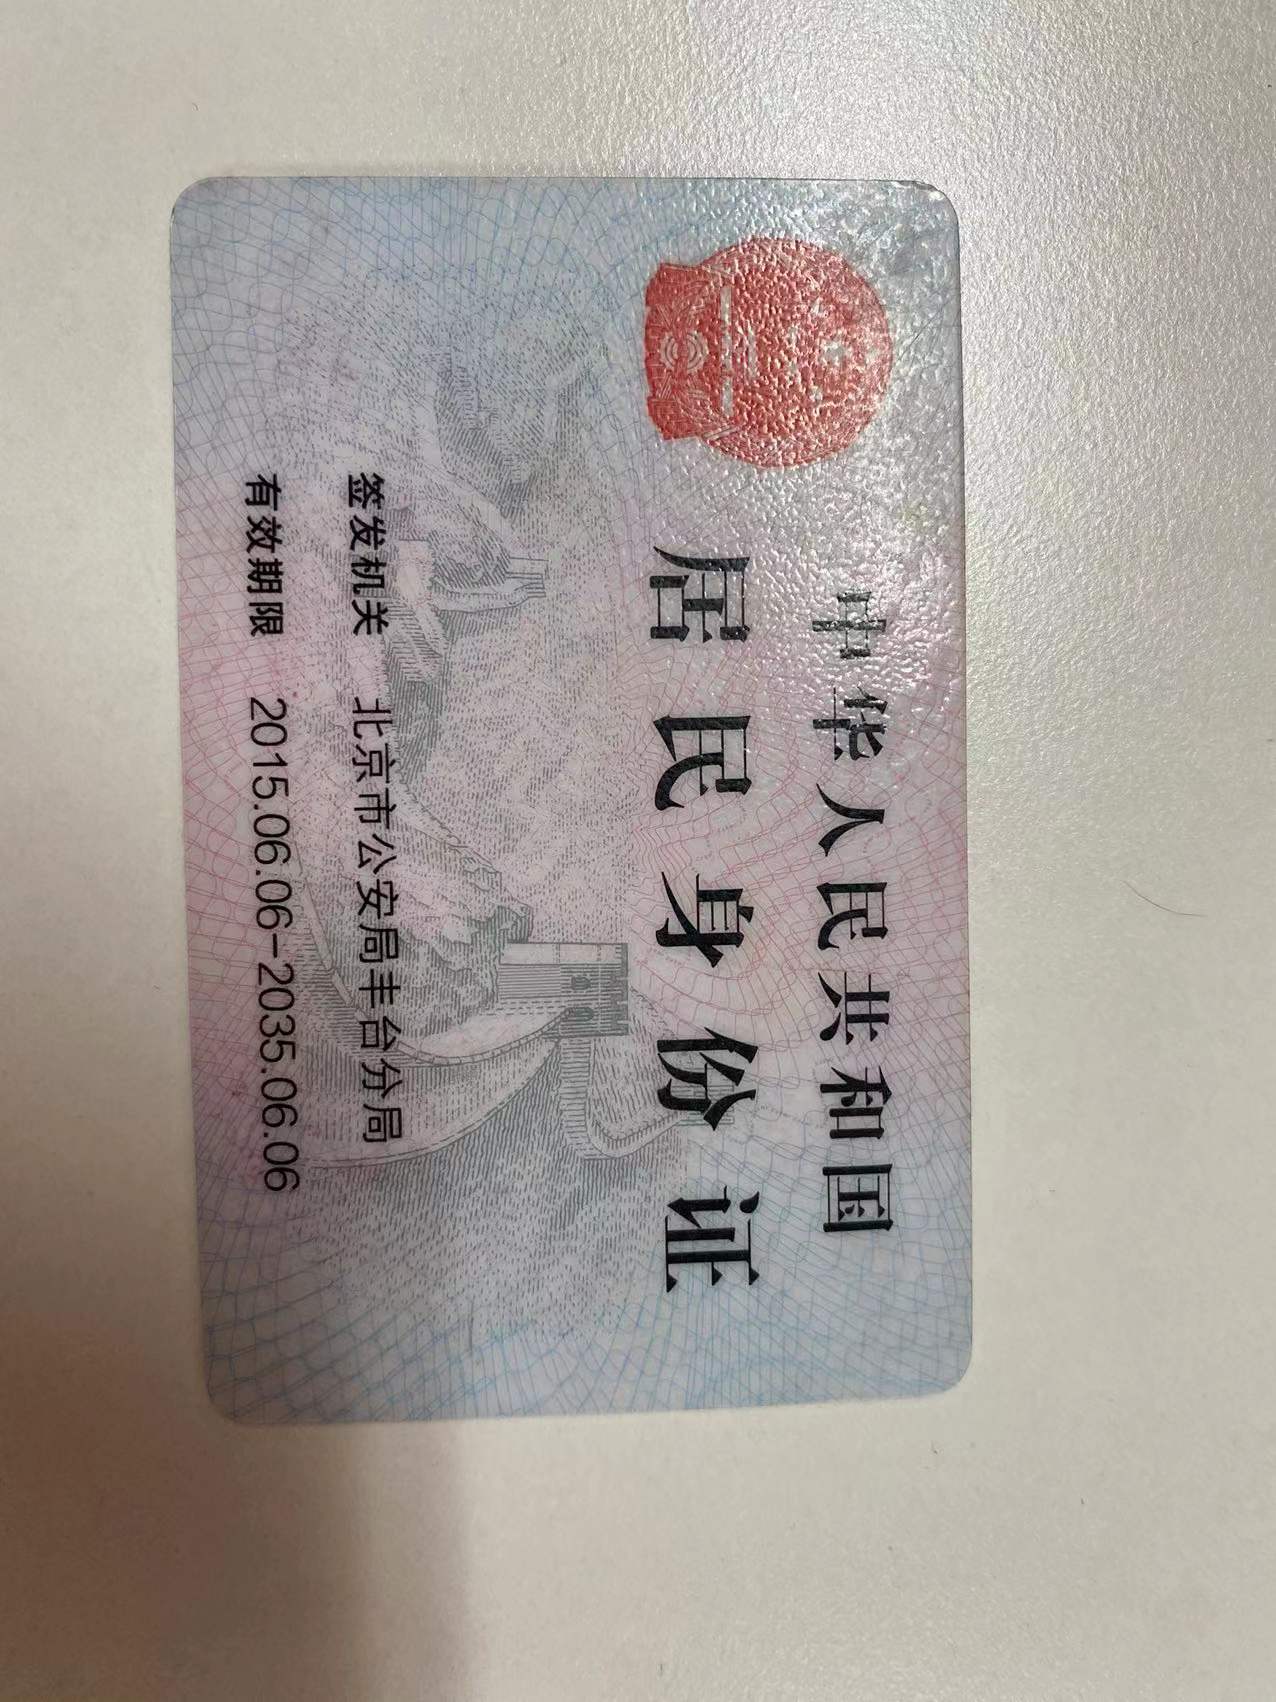 中华人民共和国
居民身份证
签发机关 北京市公安局丰台分局
有效期限 2015.06.06-2035.06.06